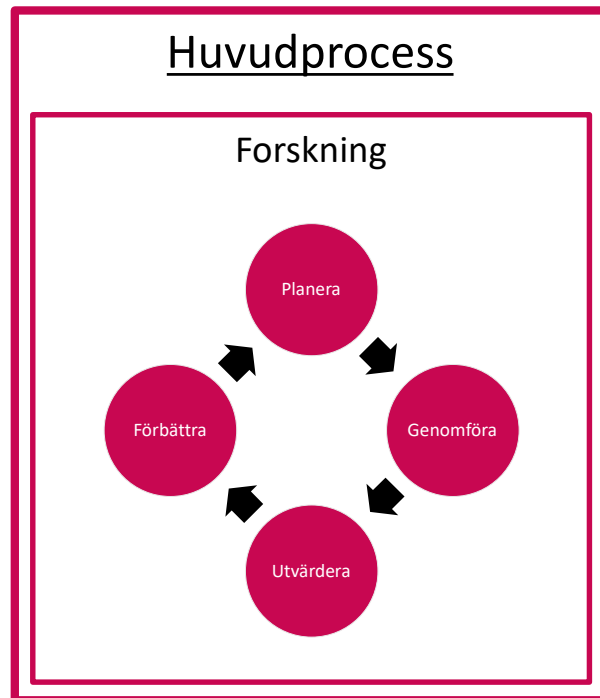 Huvudprocess
Forskning
Planera
Genomföra
Utvärdera
Förbättra